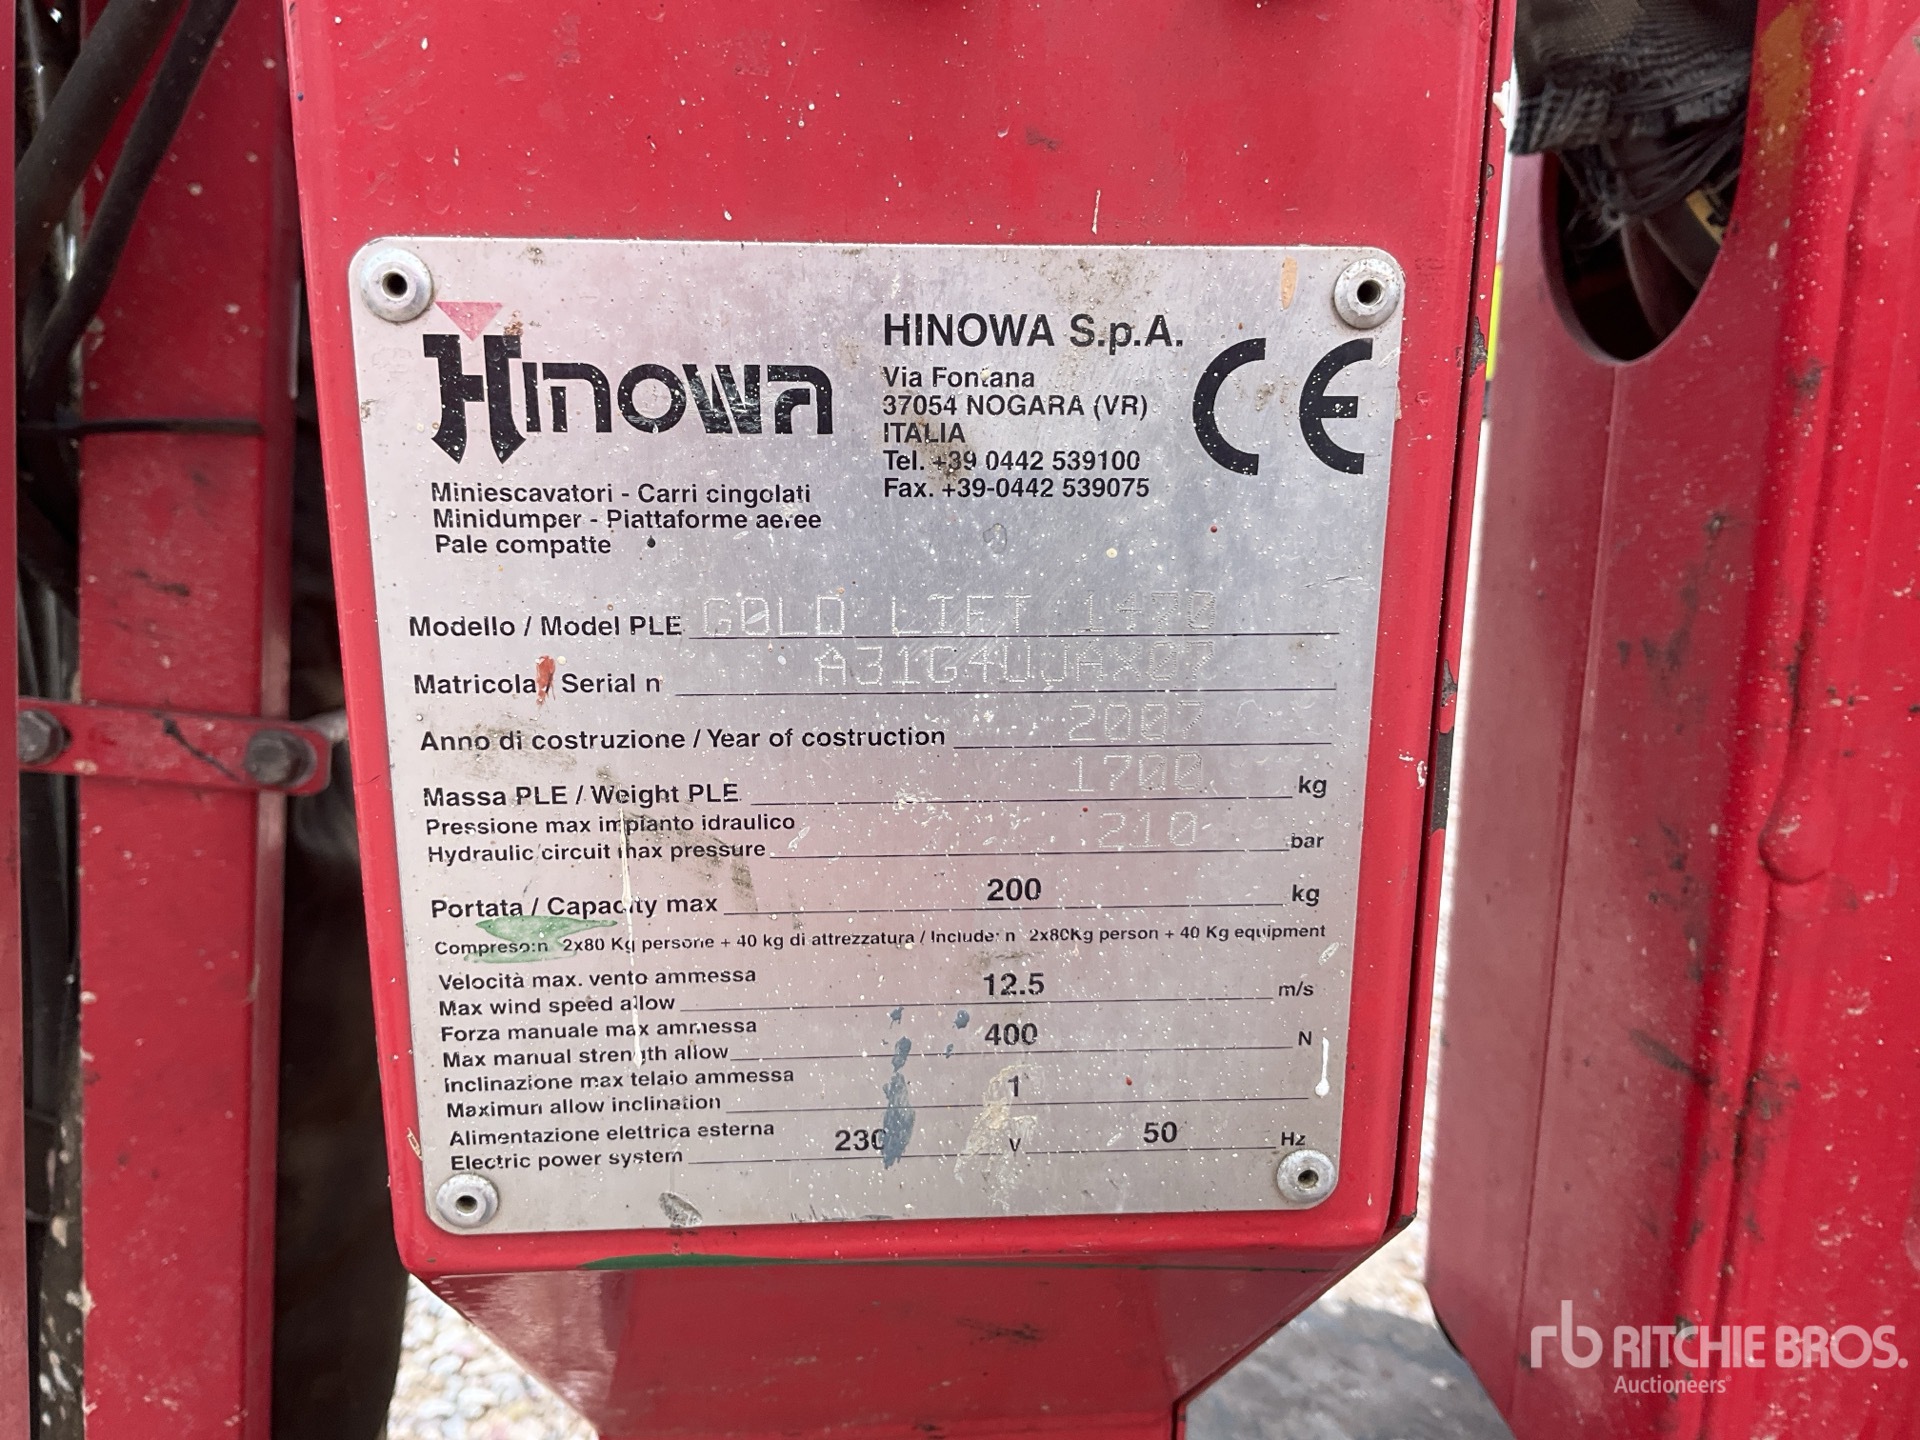 HINOWA
HINOWA S.p.A.
Via Fontana
37054 NOGARA (VR)
ITALIA
Tel. +39 0442 539100
Fax. +39-0442 539075
CE
Miniescavatori - Carri cingolati
Minidumper - Piattaforme aeree
Pale compatte
Modello / Model PLE GOLD LIFT 1470
Matricola / Serial n A31G4UJAX07
Anno di costruzione / Year of costruction 2007
Massa PLE / Weight PLE 1700 kg
Pressione max impianto idraulico
Hydraulic circuit max pressure 210 bar
Portata / Capacity max 200 kg
Compreso:n 2x80 Kg persone + 40 kg di attrezzatura / Include: n 2x80Kg person + 40 Kg equipment
Velocità max. vento ammessa
Max wind speed allow 12.5 m/s
Forza manuale max ammessa
Max manual strength allow 400 N
Inclinazione max telaio ammessa
Maximun allow inclination 1
Alimentazione elettrica esterna
Electric power system 230 V 50 Hz
rb RITCHIE BROS.
Auctioneers